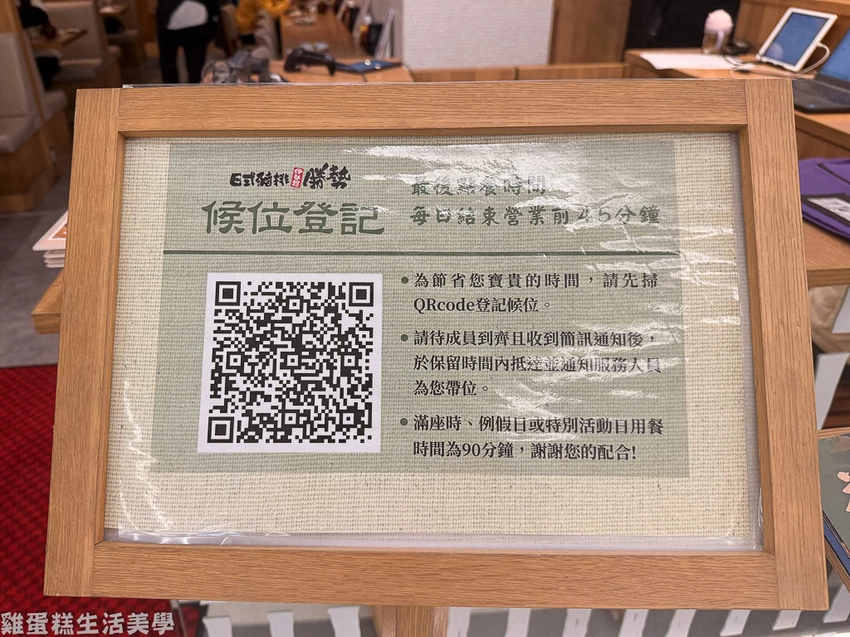 日式豬排 勝勢
候位登記
最後點餐時間
每日結束營業前45分鐘
●為節省您寶貴的時間，請先掃
QRcode登記候位。
●請待成員到齊且收到簡訊通知後，
於保留時間內抵達並通知服務人員
為您帶位。
●滿座時、例假日或特別活動日用餐
時間為90分鐘，謝謝您的配合!
雞蛋糕生活美學